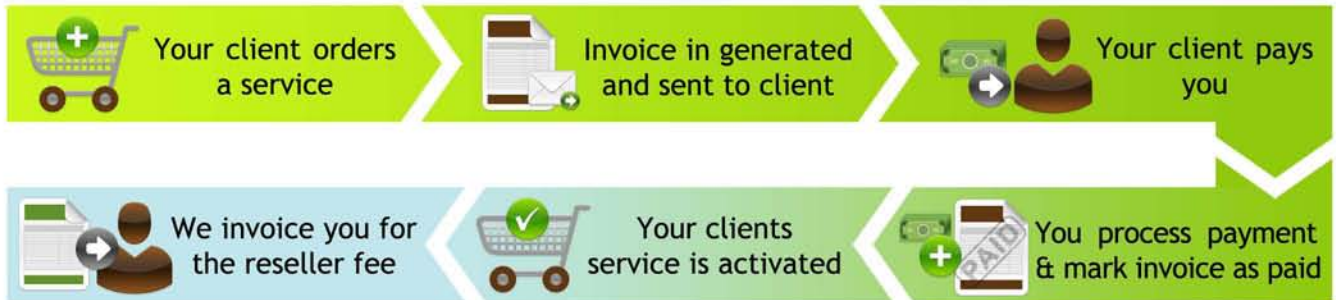 Your client orders
a service
Invoice in generated
and sent to client
Your client pays
you
You process payment
& mark invoice as paid
PAID
Your clients
service is activated
We invoice you for
the reseller fee